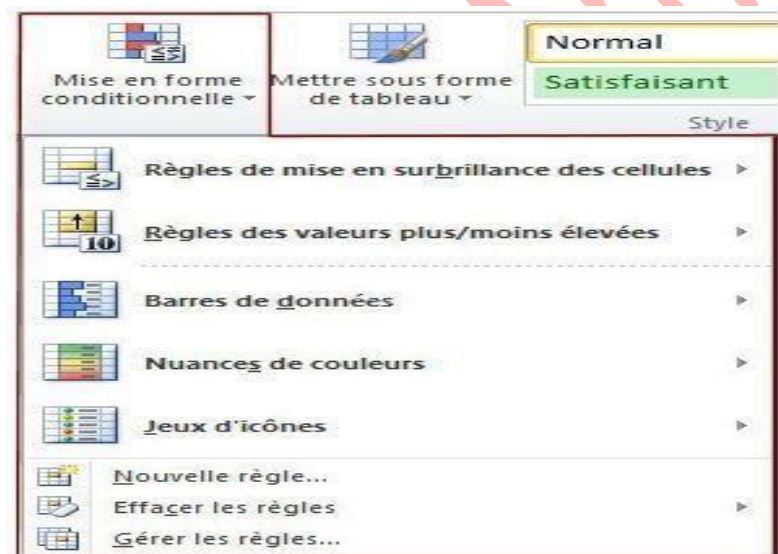 Normal
Mise en forme conditionnelle
Mettre sous forme de tableau
Satisfaisant
Style
Règles de mise en surbrillance des cellules
10
Règles des valeurs plus/moins élevées
Barres de données
Nuances de couleurs
Jeux d'icônes
Nouvelle règle...
Effacer les règles
Gérer les règles...